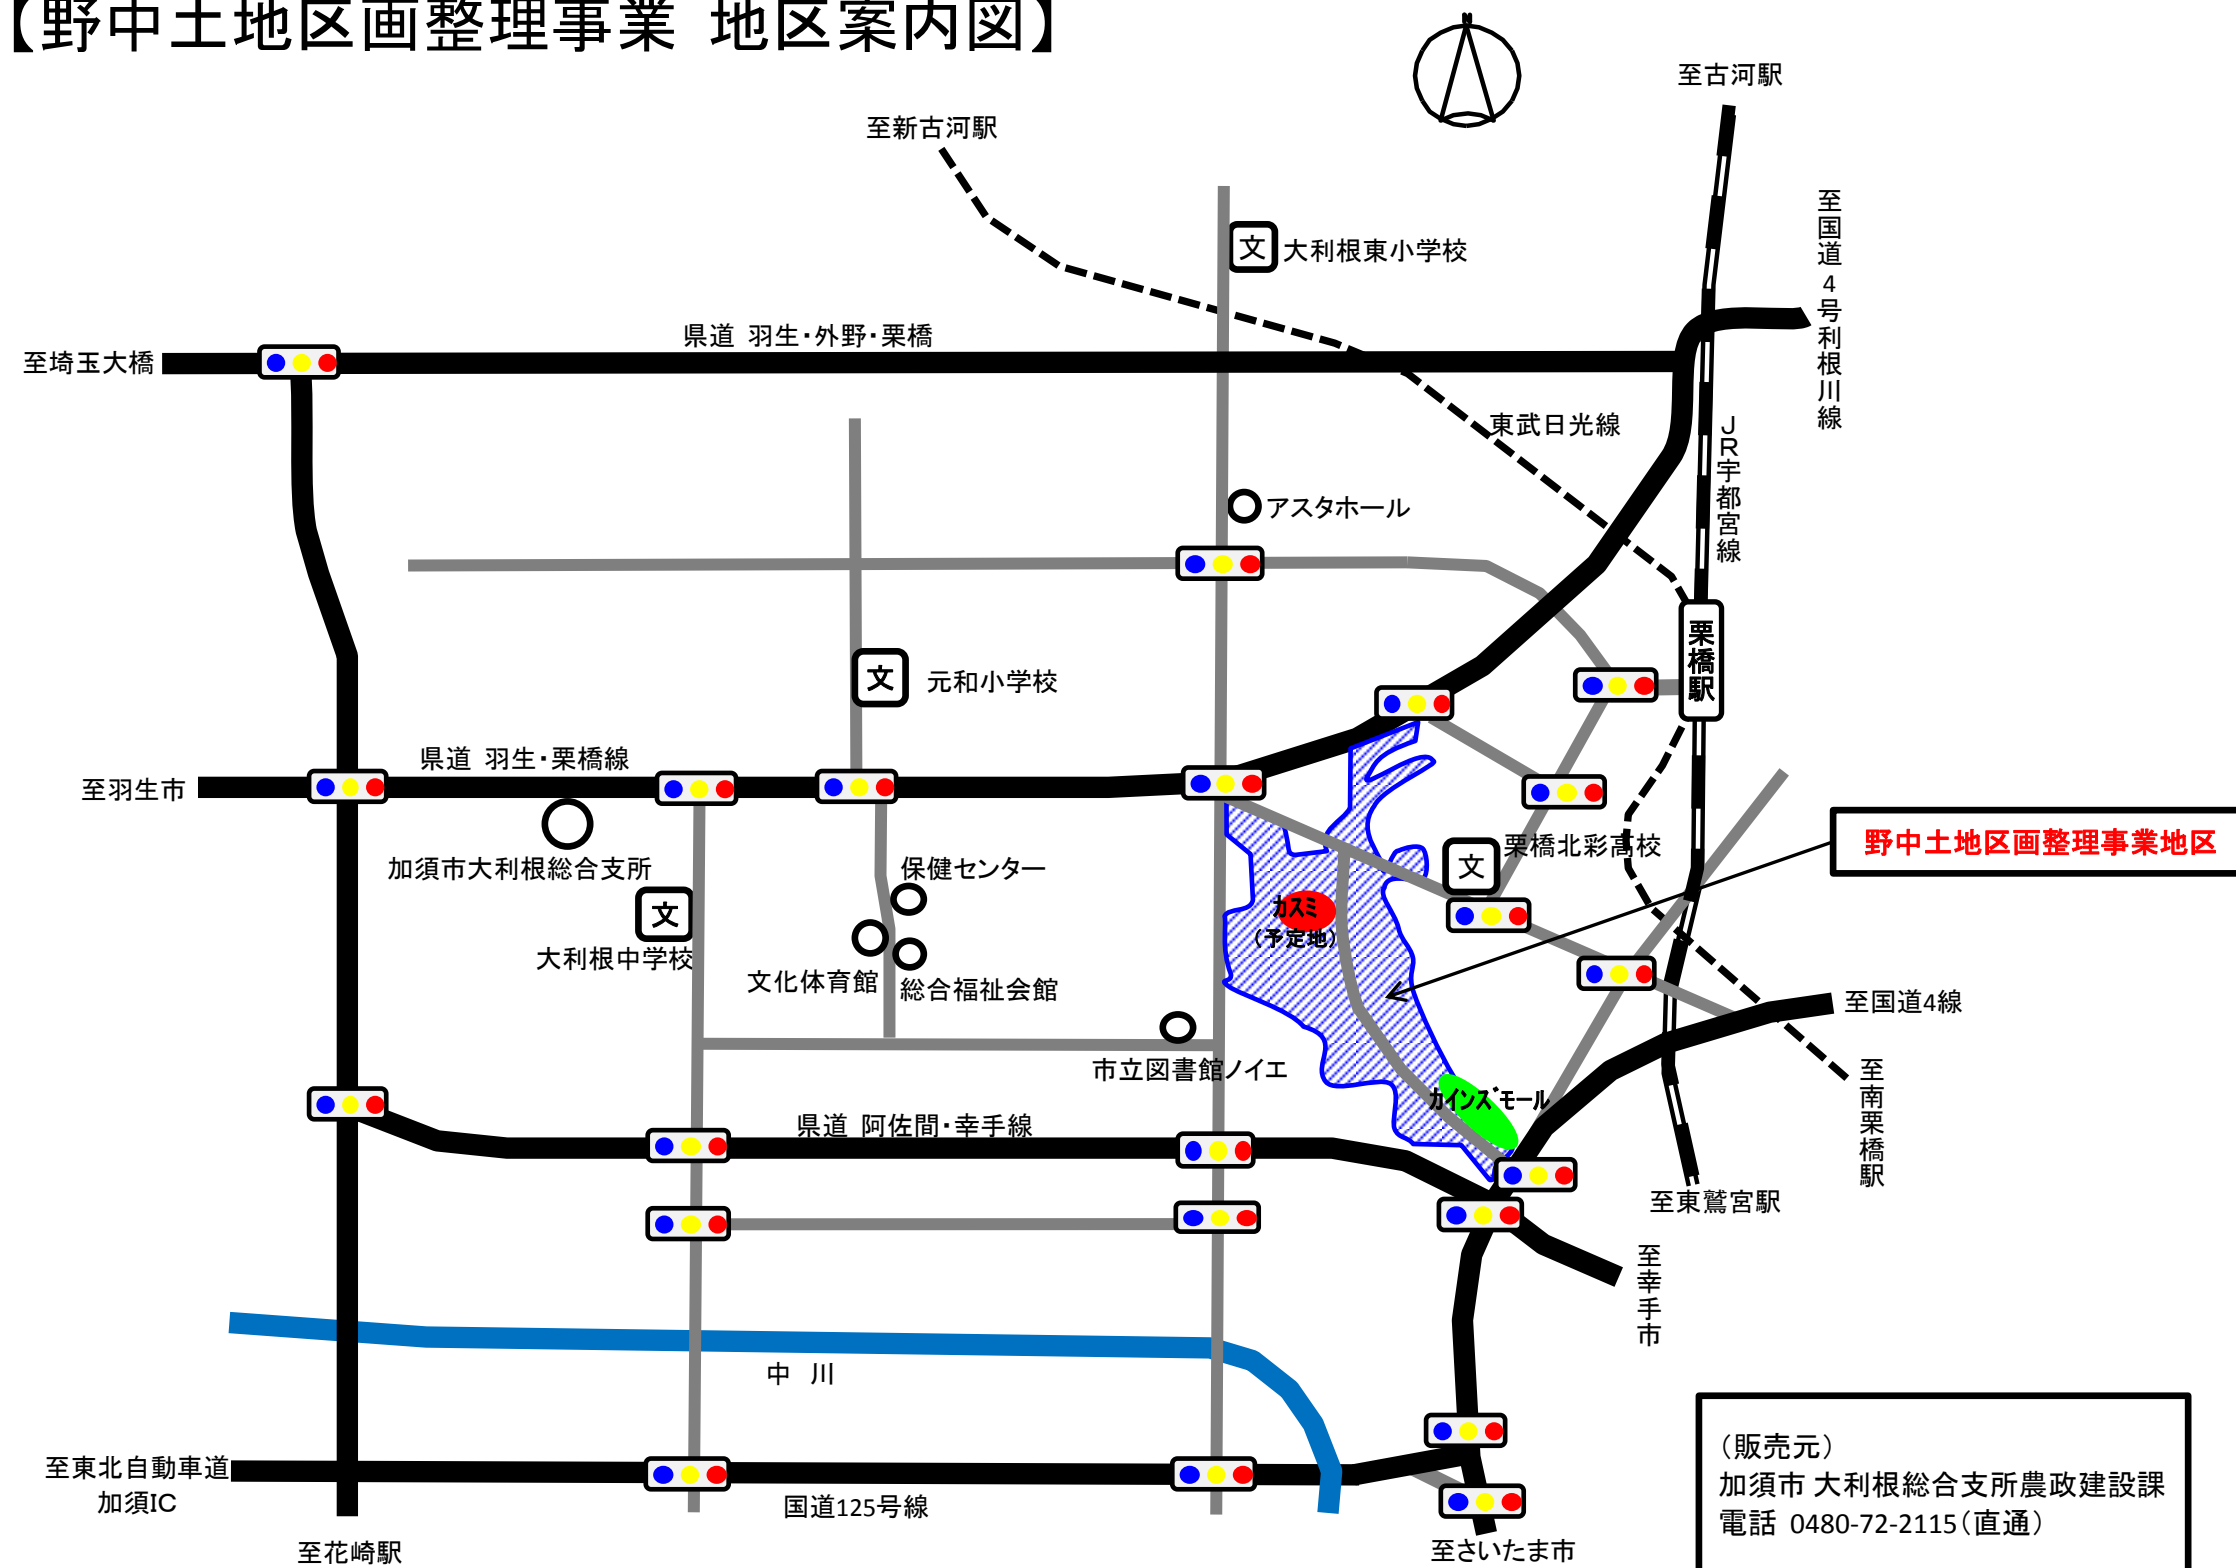 【野中土地区画整理事業 地区案内図】
N
至古河駅
至新古河駅
至国道4号利根川線
文
大利根東小学校
県道 羽生・外野・栗橋
至埼玉大橋
東武日光線
JR宇都宮線
アスタホール
栗橋駅
文
元和小学校
県道 羽生・栗橋線
至羽生市
加須市大利根総合支所
保健センター
栗橋北彩高校
文
野中土地区画整理事業地区
文
大利根中学校
カスミ
(予定地)
文化体育館
総合福祉会館
至国道4線
市立図書館ノイエ
カインズモール
至南栗橋駅
県道 阿佐間・幸手線
至東鷲宮駅
至幸手市
中 川
(販売元)
加須市 大利根総合支所農政建設課
電話 0480-72-2115(直通)
至東北自動車道
加須IC
国道125号線
至花崎駅
至さいたま市